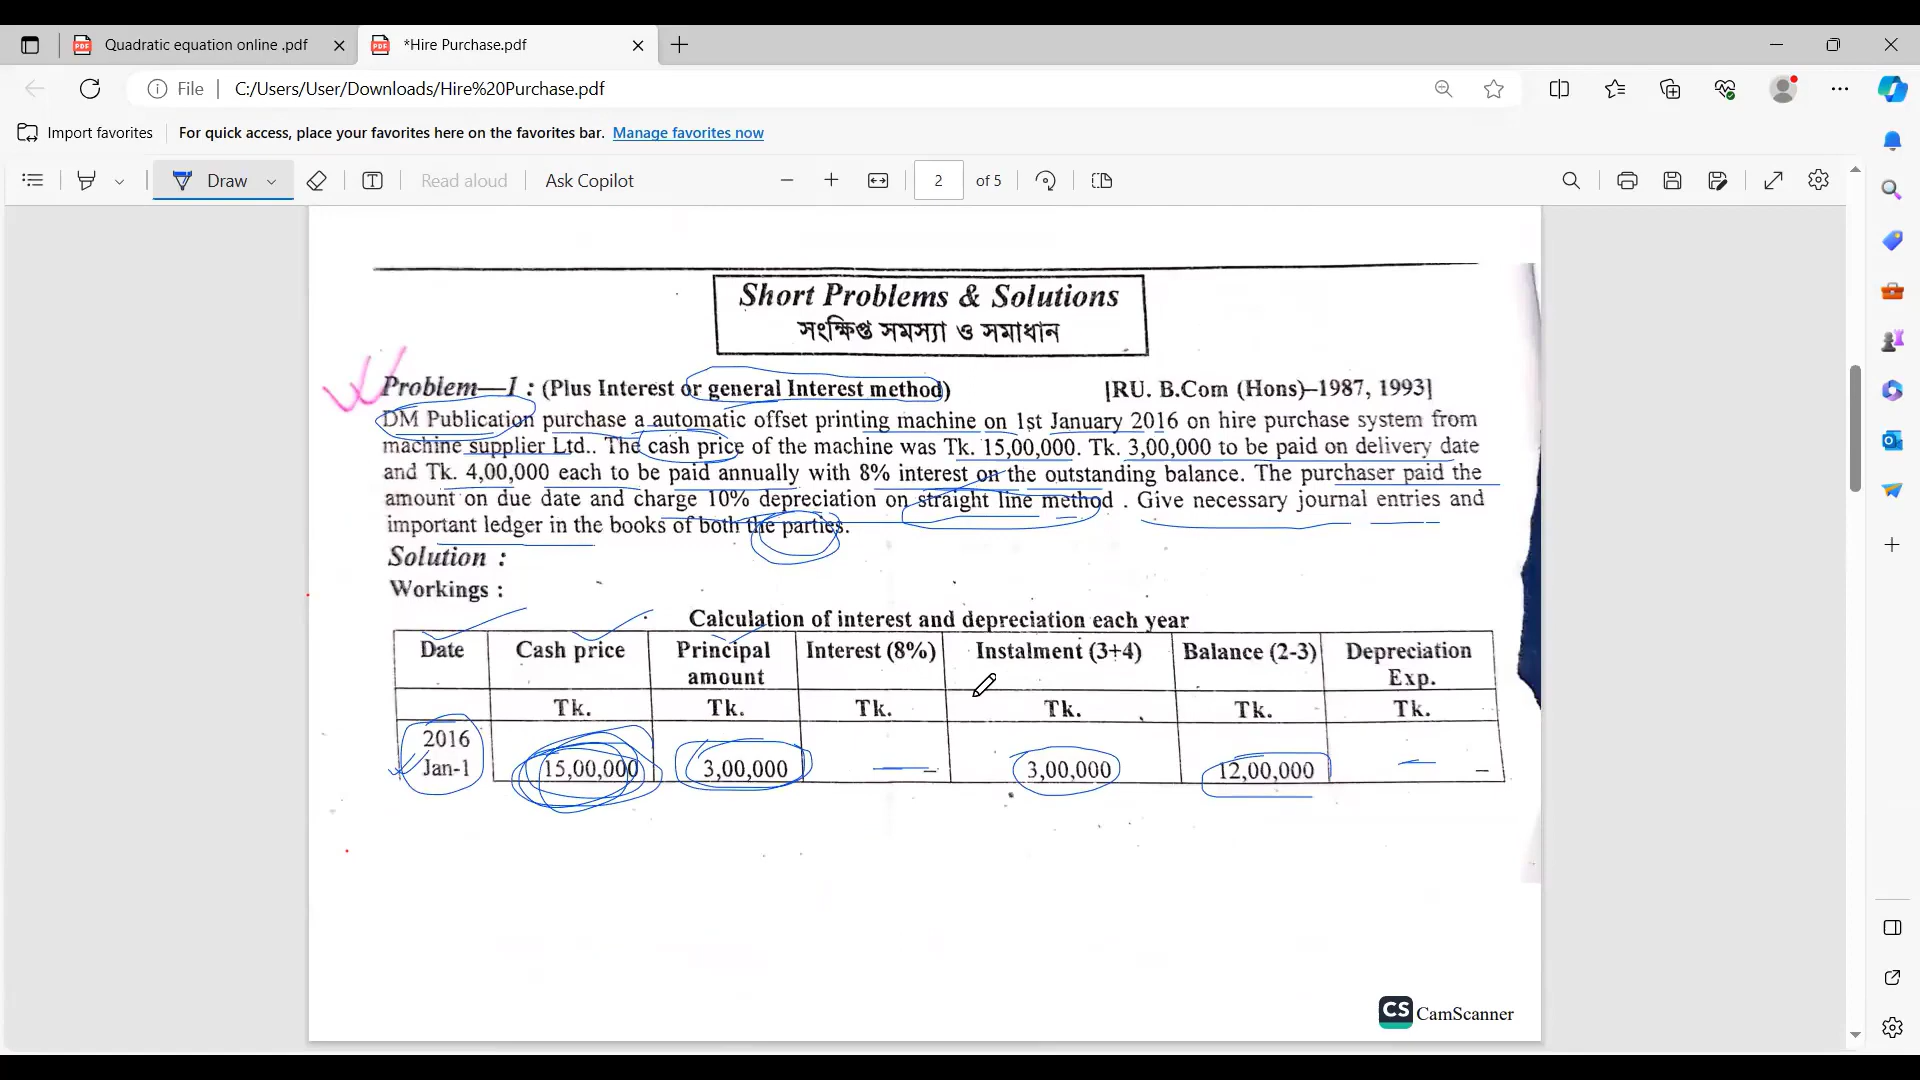 Quadratic equation online .pdf
*Hire Purchase.pdf
File
C:/Users/User/Downloads/Hire%20Purchase.pdf
Import favorites
For quick access, place your favorites here on the favorites bar. Manage favorites now
Draw
Read aloud
Ask Copilot
2 of 5
Short Problems & Solutions
সংক্ষিপ্ত সমস্যা ও সমাধান
Problem—1 : (Plus Interest or general Interest method) [RU. B.Com (Hons)–1987, 1993]
DM Publication purchase a automatic offset printing machine on 1st January 2016 on hire purchase system from
machine supplier Ltd.. The cash price of the machine was Tk. 15,00,000. Tk. 3,00,000 to be paid on delivery date
and Tk. 4,00,000 each to be paid annually with 8% interest on the outstanding balance. The purchaser paid the
amount on due date and charge 10% depreciation on straight line method . Give necessary journal entries and
important ledger in the books of both the parties.
Solution :
Workings :
Calculation of interest and depreciation each year
Date Cash price Principal amount Interest (8%) Instalment (3+4) Balance (2-3) Depreciation Exp.
Tk. Tk. Tk. Tk. Tk. Tk.
2016
Jan-1 15,00,000 3,00,000 – 3,00,000 12,00,000 –
CS CamScanner